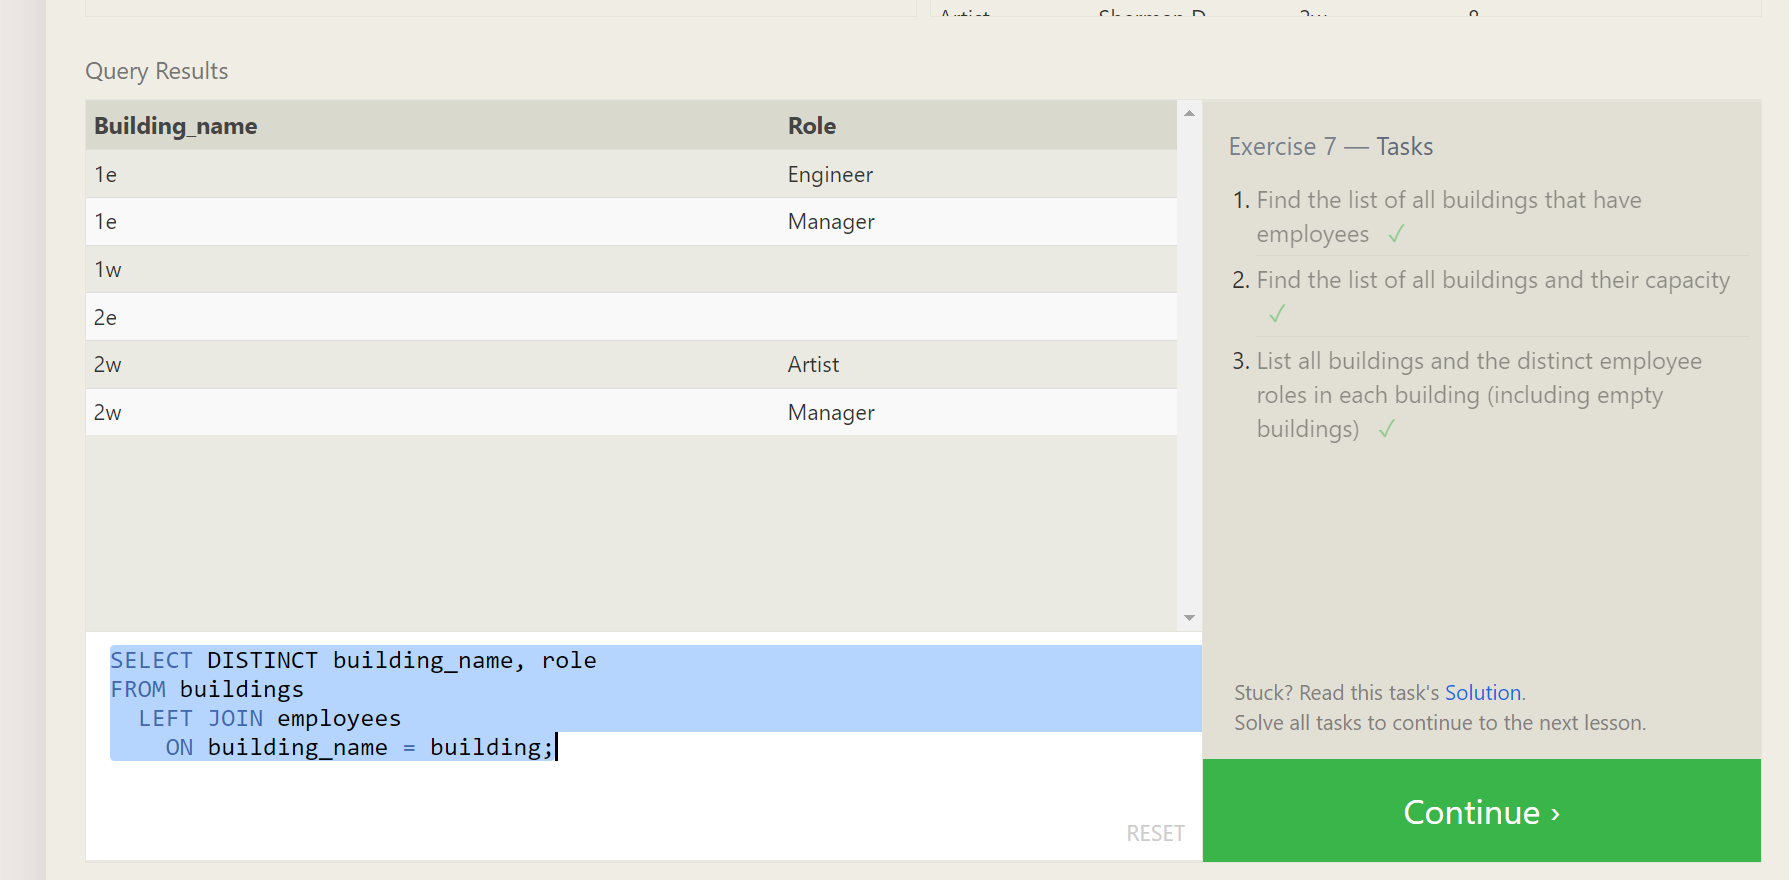 Query Results
Building_name Role
1e Engineer
1e Manager
1w
2e
2w Artist
2w Manager
SELECT DISTINCT building_name, role
FROM buildings
LEFT JOIN employees
ON building_name = building;
RESET
Exercise 7 — Tasks
1. Find the list of all buildings that have
employees ✓
2. Find the list of all buildings and their capacity
✓
3. List all buildings and the distinct employee
roles in each building (including empty
buildings) ✓
Stuck? Read this task's Solution.
Solve all tasks to continue to the next lesson.
Continue ›